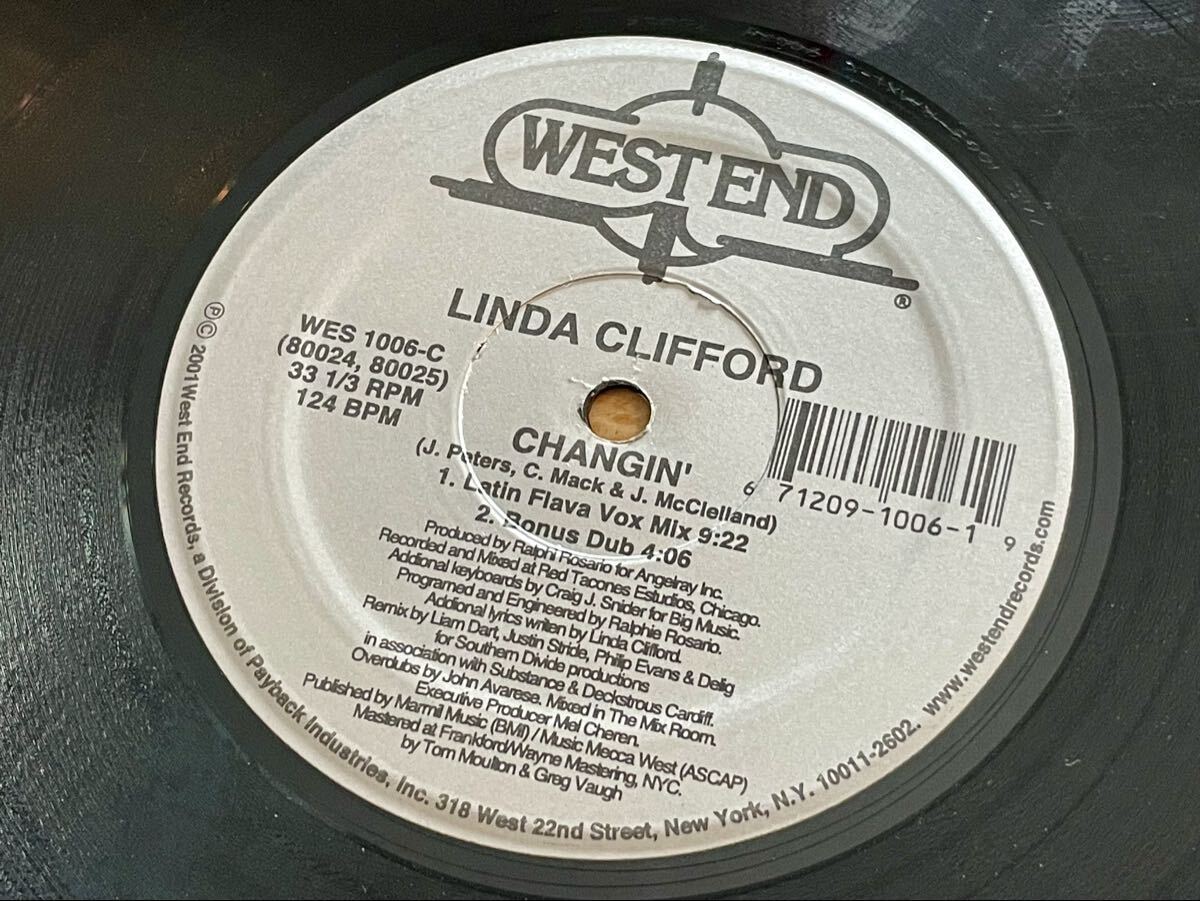 WEST END
®
LINDA CLIFFORD
WES 1006-C
(80024, 80025)
33 1/3 RPM
124 BPM
CHANGIN'
(J. Peters, C. Mack & J. McClelland)
1. Latin Flava Vox Mix 9:22
2. Bonus Dub 4:06
6 71209-1006-1 9
Produced by Ralphi Rosario for Angelray Inc.
Recorded and Mixed at Red Tacones Estudios, Chicago.
Addional keyboards by Craig J. Snider for Big Music.
Programed and Engineered by Ralphie Rosario.
Addional lyrics writen by Linda Clifford.
Remix by Liam Dart, Justin Stride, Philip Evans & Delig
for Southern Divide productions
in association with Substance & Deckstrous Cardiff.
Overdubs by John Avarese. Mixed in The Mix Room.
Executive Producer Mel Cheren.
Published by Marmil Music (BMI) / Music Mecca West (ASCAP)
Mastered at Frankford/Wayne Mastering, NYC.
by Tom Moulton & Greg Vaugh
℗© 2001West End Records, a Division of Payback Industries, Inc. 318 West 22nd Street, New York, N.Y. 10011-2602. www.westendrecords.com